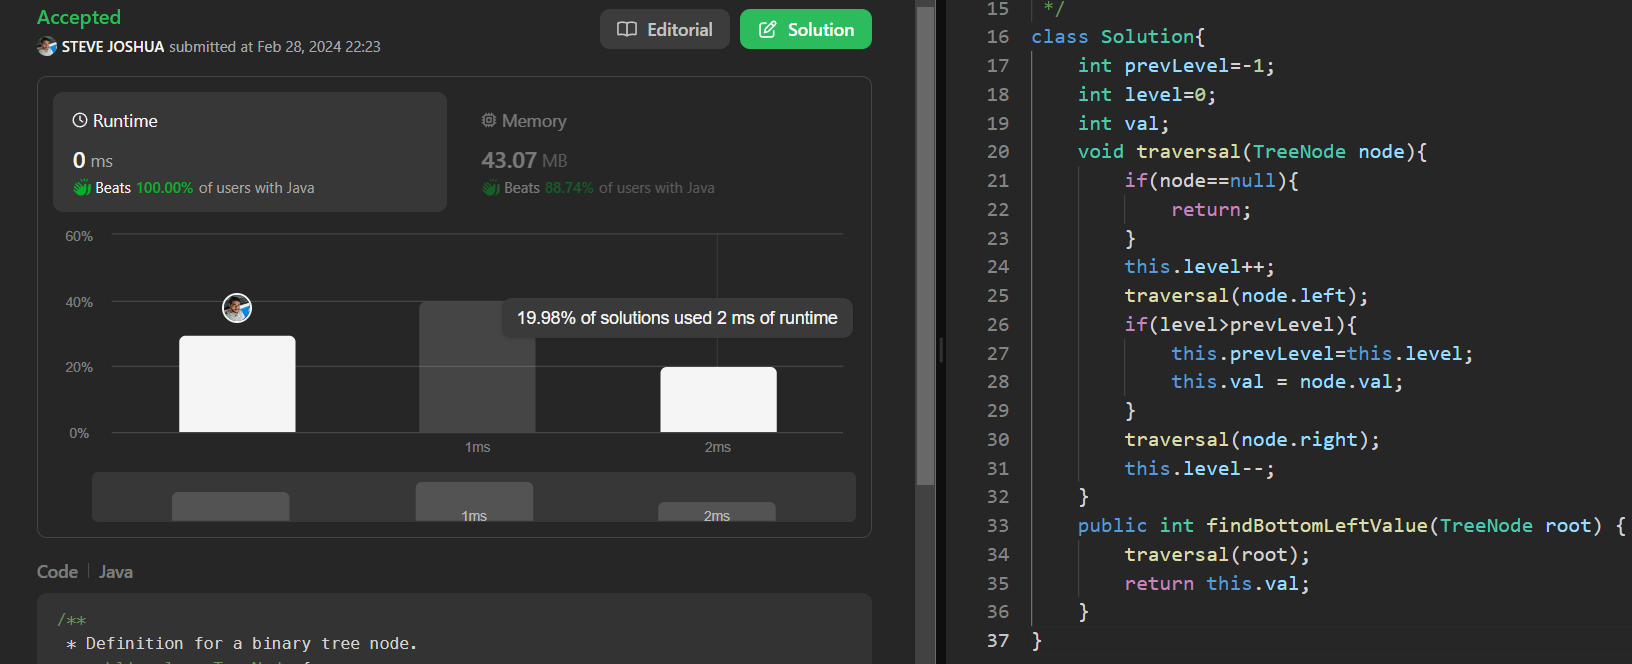 Accepted
STEVE JOSHUA submitted at Feb 28, 2024 22:23
Editorial
Solution
Runtime
0 ms
Beats 100.00% of users with Java
Memory
43.07 MB
Beats 88.74% of users with Java
60%
40%
20%
0%
19.98% of solutions used 2 ms of runtime
1ms
2ms
1ms
2ms
Code | Java
/**
* Definition for a binary tree node.
15 */
16 class Solution{
17 int prevLevel=-1;
18 int level=0;
19 int val;
20 void traversal(TreeNode node){
21 if(node==null){
22 return;
23 }
24 this.level++;
25 traversal(node.left);
26 if(level>prevLevel){
27 this.prevLevel=this.level;
28 this.val = node.val;
29 }
30 traversal(node.right);
31 this.level--;
32 }
33 public int findBottomLeftValue(TreeNode root) {
34 traversal(root);
35 return this.val;
36 }
37 }